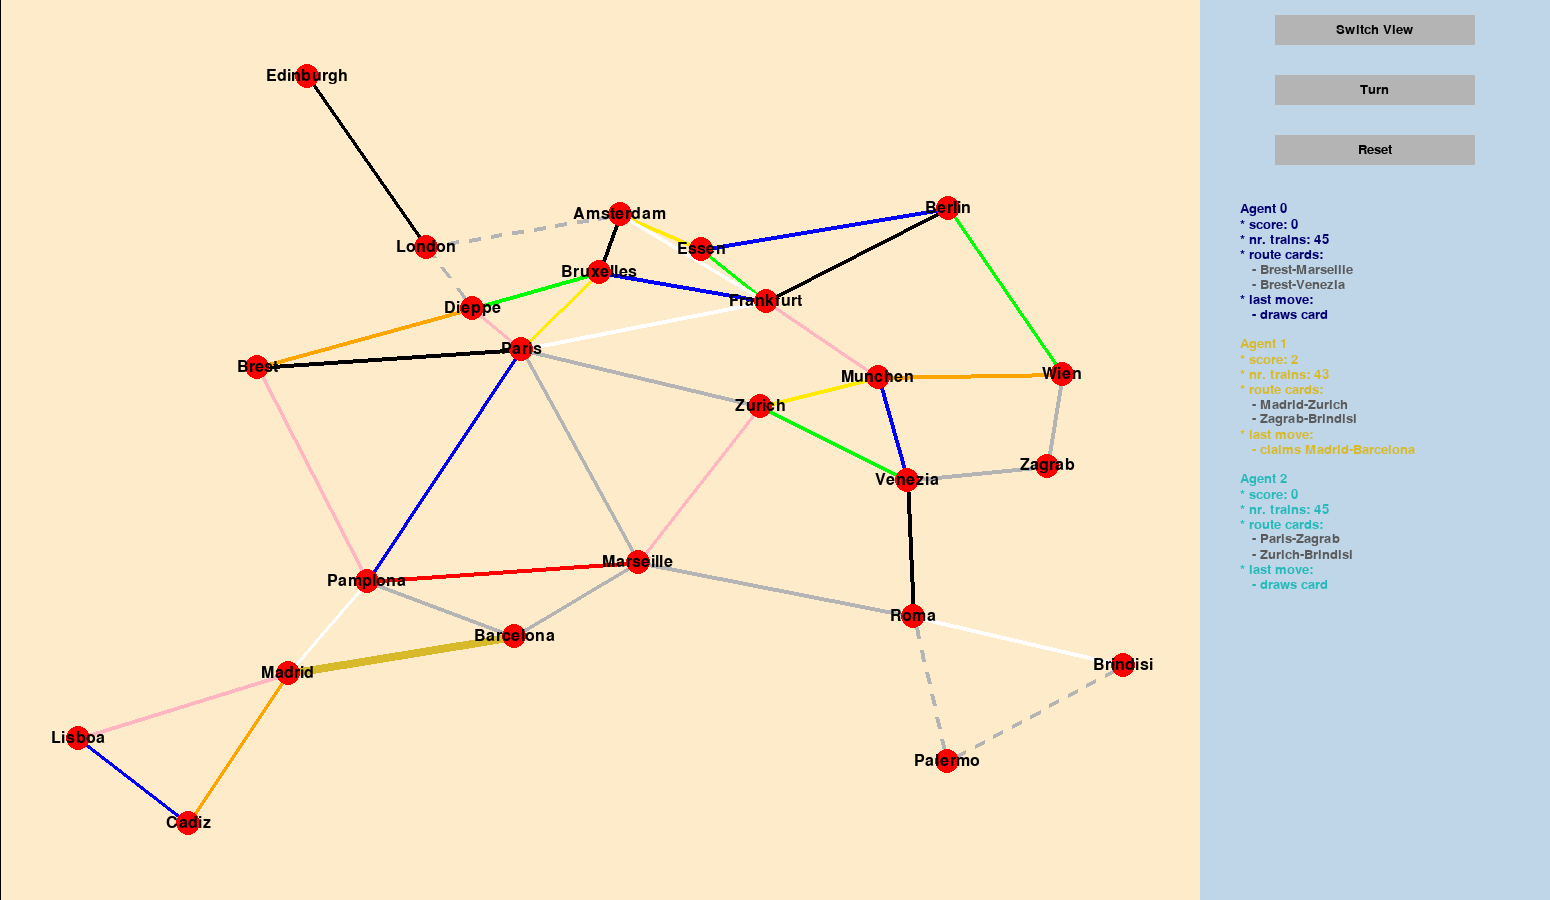 Edinburgh
Amsterdam
Berlin
London
Essen
Bruxelles
Dieppe
Frankfurt
Paris
Brest
Munchen
Wien
Zurich
Zagrab
Venezia
Marseille
Pamplona
Roma
Barcelona
Brindisi
Madrid
Lisboa
Palermo
Cadiz
Switch View
Turn
Reset
Agent 0
* score: 0
* nr. trains: 45
* route cards:
- Brest-Marseille
- Brest-Venezia
* last move:
- draws card
Agent 1
* score: 2
* nr. trains: 43
* route cards:
- Madrid-Zurich
- Zagrab-Brindisi
* last move:
- claims Madrid-Barcelona
Agent 2
* score: 0
* nr. trains: 45
* route cards:
- Paris-Zagrab
- Zurich-Brindisi
* last move:
- draws card